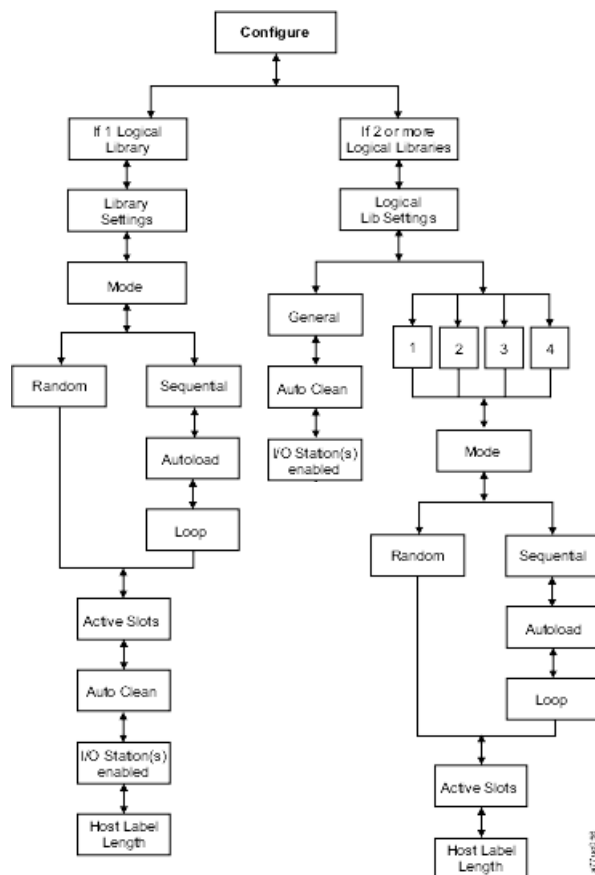 Configure
If 1 Logical
Library
If 2 or more
Logical Libraries
Library
Settings
Logical
Lib Settings
Mode
General
1
2
3
4
Random
Sequential
Auto Clean
Autoload
I/O Station(s)
enabled
Mode
Loop
Random
Sequential
Active Slots
Autoload
Auto Clean
Loop
I/O Station(s)
enabled
Active Slots
Host Label
Length
Host Label
Length